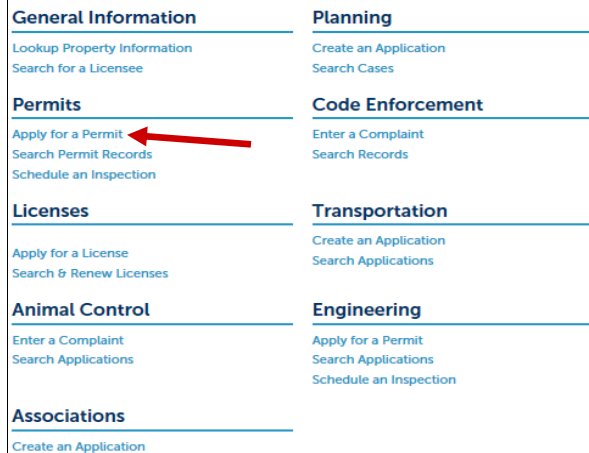 General Information
Lookup Property Information
Search for a Licensee
Planning
Create an Application
Search Cases
Permits
Apply for a Permit
Search Permit Records
Schedule an Inspection
Code Enforcement
Enter a Complaint
Search Records
Licenses
Apply for a License
Search & Renew Licenses
Transportation
Create an Application
Search Applications
Animal Control
Enter a Complaint
Search Applications
Engineering
Apply for a Permit
Search Applications
Schedule an Inspection
Associations
Create an Application